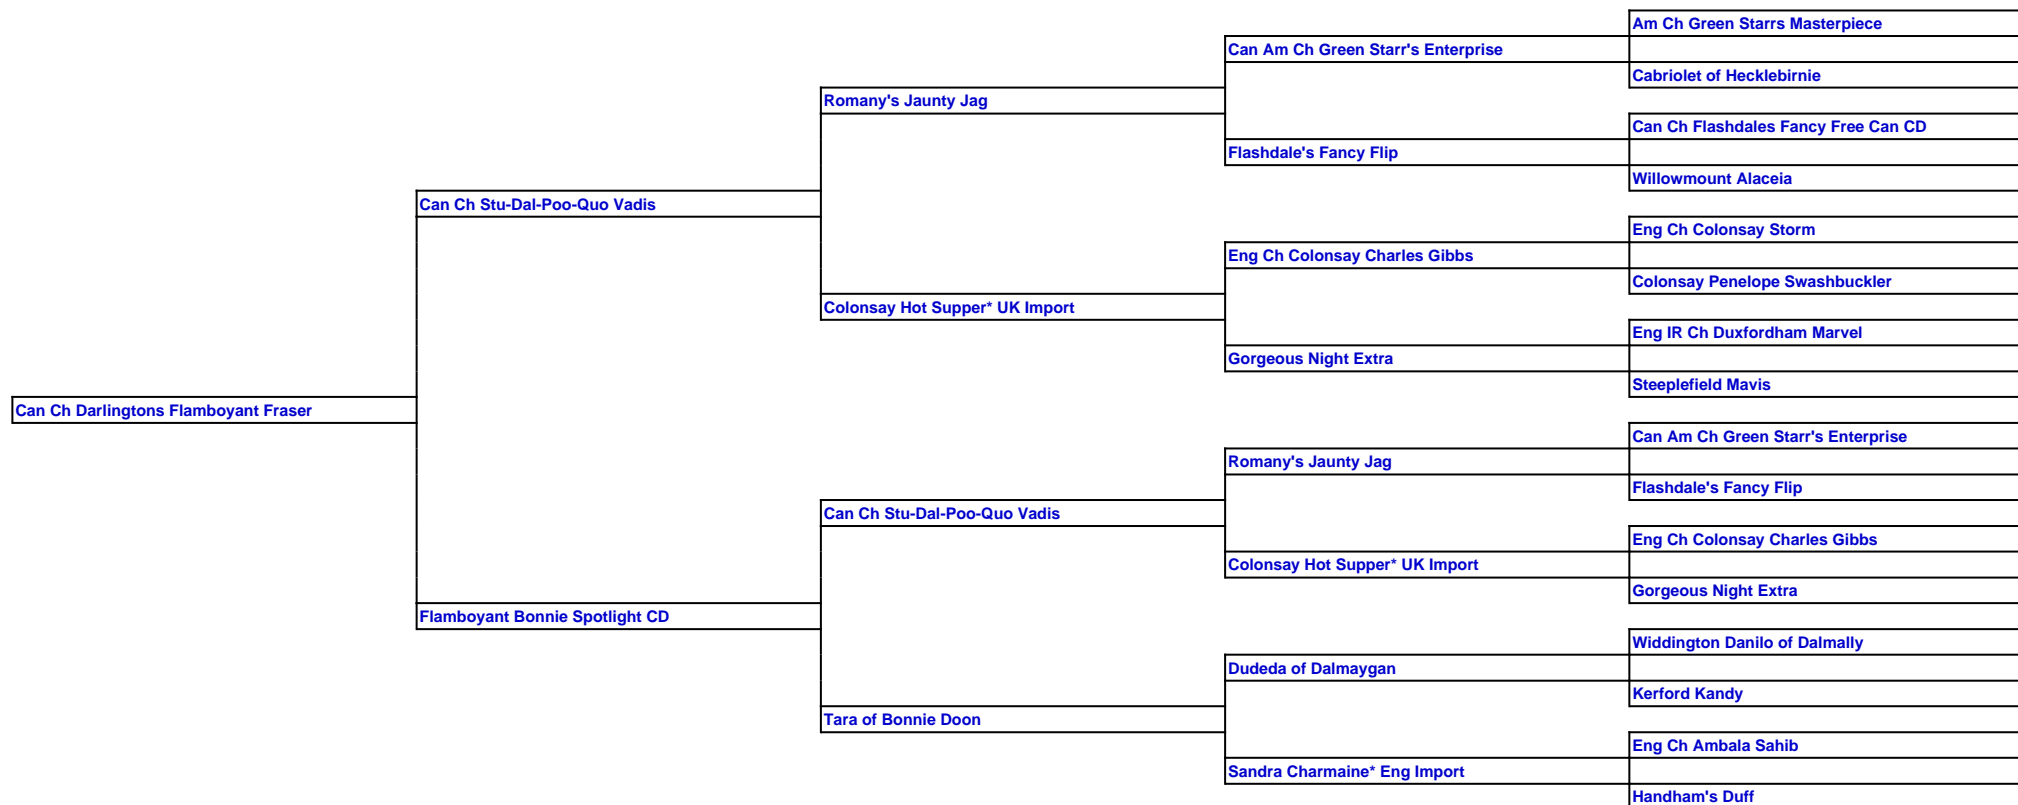 Am Ch Green Starrs Masterpiece
Can Am Ch Green Starr's Enterprise
Cabriolet of Hecklebirnie
Romany's Jaunty Jag
Can Ch Flashdales Fancy Free Can CD
Flashdale's Fancy Flip
Willowmount Alaceia
Can Ch Stu-Dal-Poo-Quo Vadis
Eng Ch Colonsay Storm
Eng Ch Colonsay Charles Gibbs
Colonsay Penelope Swashbuckler
Colonsay Hot Supper* UK Import
Eng IR Ch Duxfordham Marvel
Gorgeous Night Extra
Steeplefield Mavis
Can Ch Darlingtons Flamboyant Fraser
Can Am Ch Green Starr's Enterprise
Romany's Jaunty Jag
Flashdale's Fancy Flip
Can Ch Stu-Dal-Poo-Quo Vadis
Eng Ch Colonsay Charles Gibbs
Colonsay Hot Supper* UK Import
Gorgeous Night Extra
Flamboyant Bonnie Spotlight CD
Widdington Danilo of Dalmally
Dudeda of Dalmaygan
Kerford Kandy
Tara of Bonnie Doon
Eng Ch Ambala Sahib
Sandra Charmaine* Eng Import
Handham's Duff